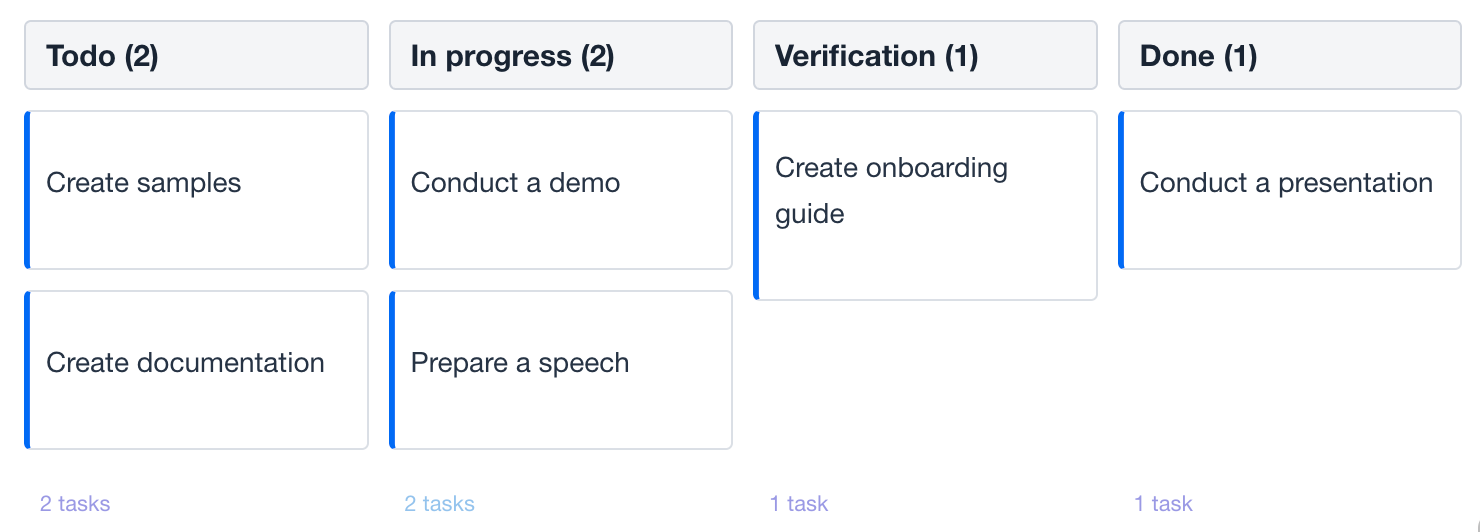 Todo (2)
In progress (2)
Verification (1)
Done (1)
Create samples
Conduct a demo
Create onboarding
guide
Conduct a presentation
Create documentation
Prepare a speech
2 tasks
2 tasks
1 task
1 task